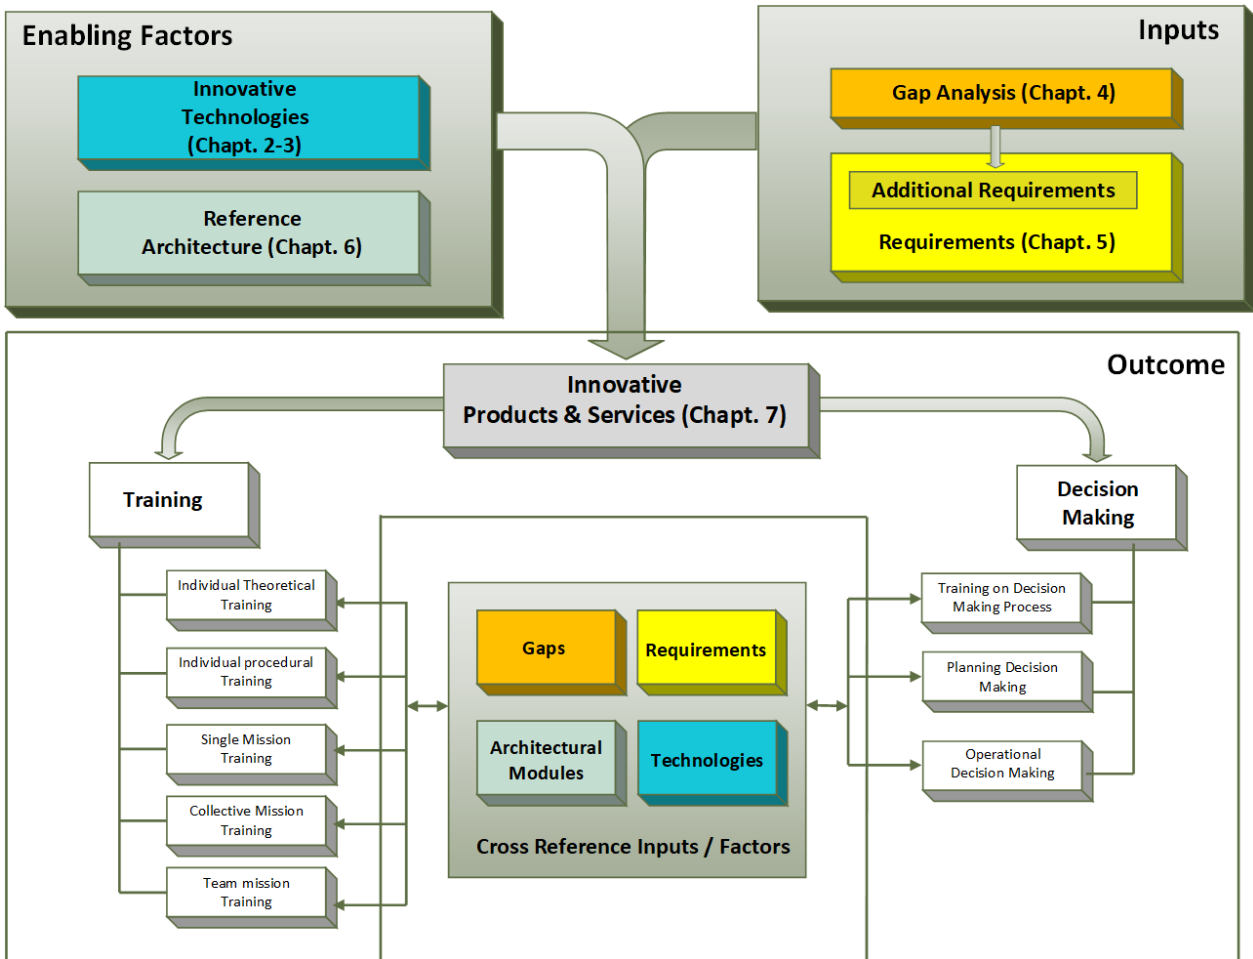 Enabling Factors
Innovative
Technologies
(Chapt. 2-3)
Reference
Architecture (Chapt. 6)
Inputs
Gap Analysis (Chapt. 4)
Additional Requirements
Requirements (Chapt. 5)
Outcome
Innovative
Products & Services (Chapt. 7)
Training
Individual Theoretical
Training
Individual procedural
Training
Single Mission
Training
Collective Mission
Training
Team mission
Training
Gaps
Requirements
Architectural
Modules
Technologies
Cross Reference Inputs / Factors
Decision
Making
Training on Decision
Making Process
Planning Decision
Making
Operational
Decision Making